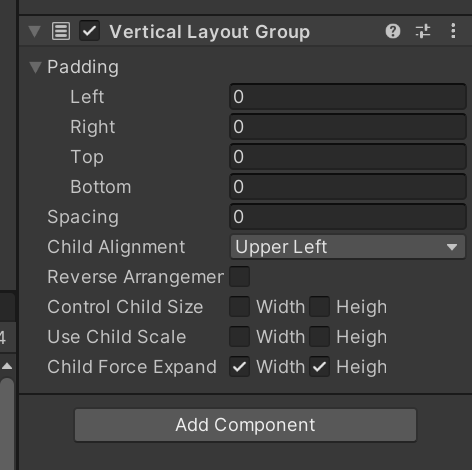 Vertical Layout Group
Padding
Left 0
Right 0
Top 0
Bottom 0
Spacing 0
Child Alignment Upper Left
Reverse Arrangemer
Control Child Size Width Heigh
4 Use Child Scale Width Heigh
Child Force Expand Width Heigh
Add Component